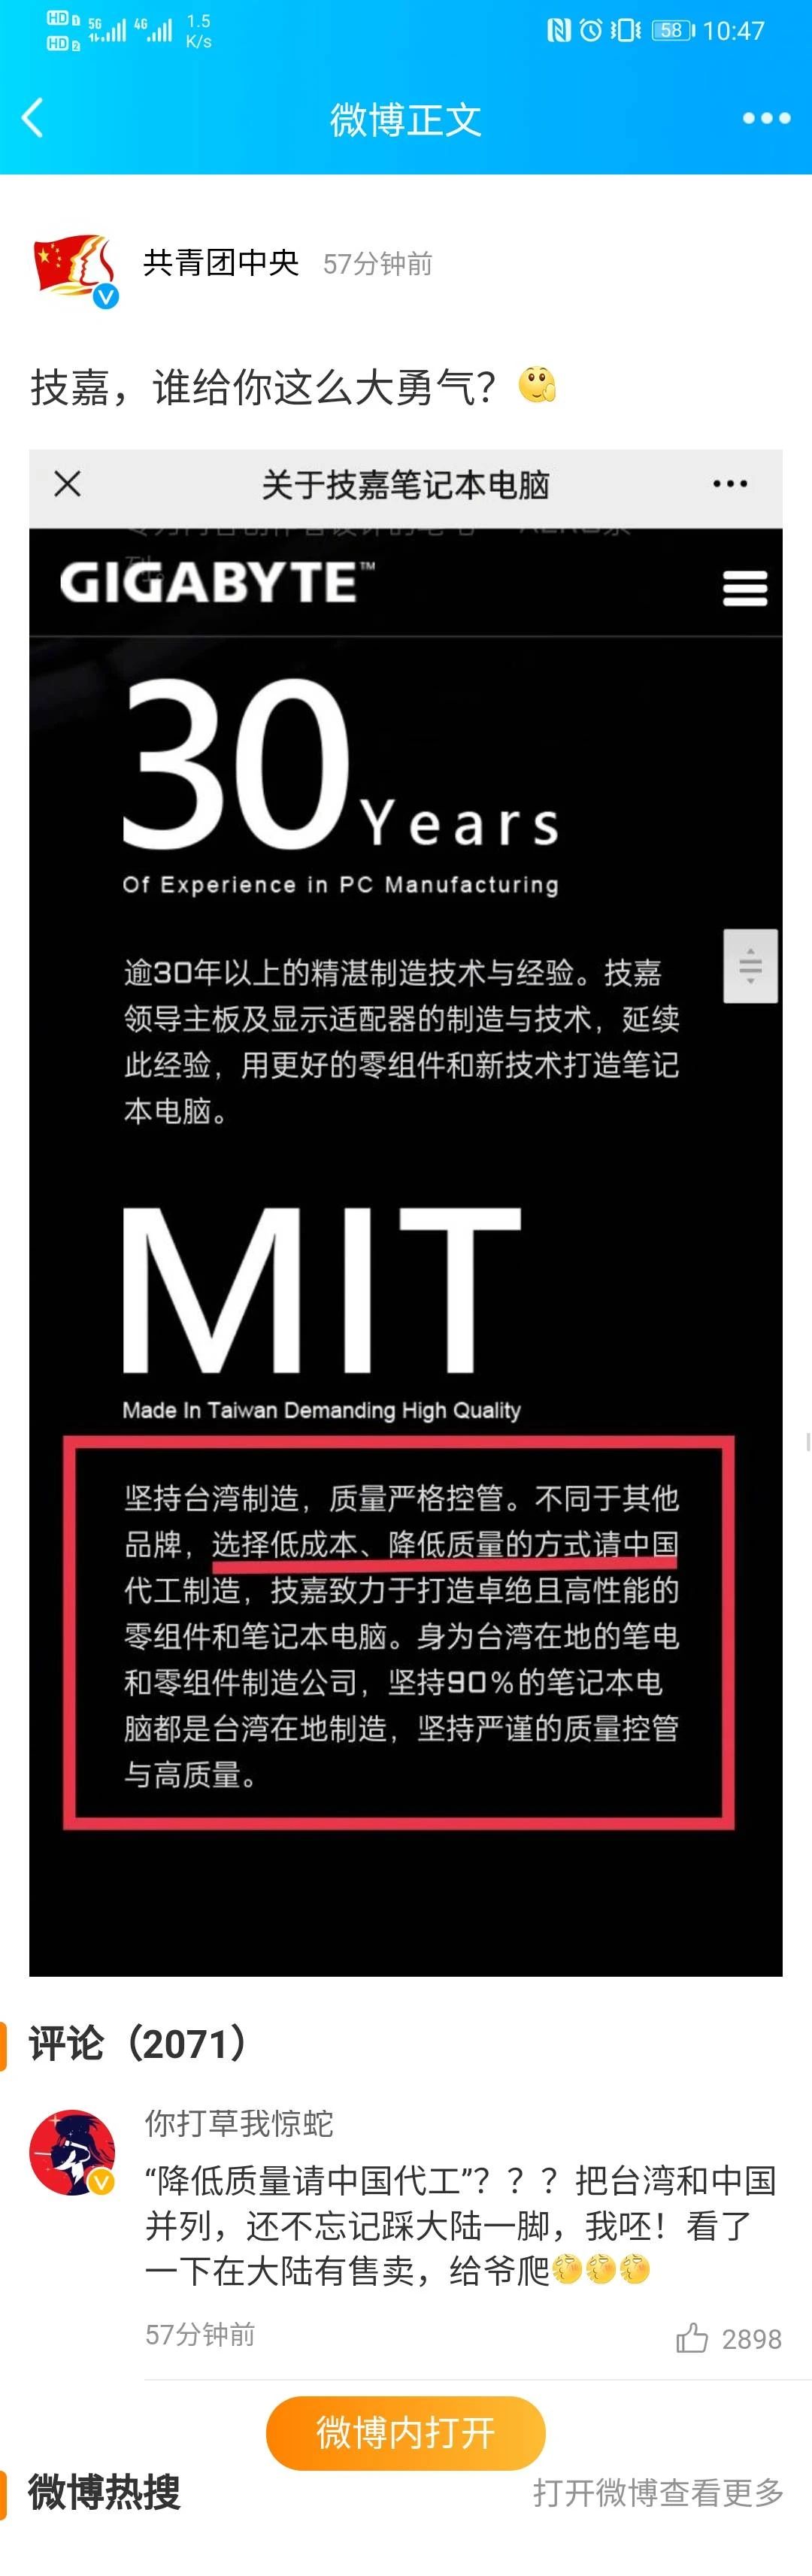 HD 1 5G 4G 1.5
HD 2 K/s
58 10:47
微博正文
共青团中央 57分钟前
技嘉，谁给你这么大勇气？
关于技嘉笔记本电脑
列。
GIGABYTE™
30 Years
Of Experience in PC Manufacturing
逾30年以上的精湛制造技术与经验。技嘉
领导主板及显示适配器的制造与技术，延续
此经验，用更好的零组件和新技术打造笔记
本电脑。
MIT
Made In Taiwan Demanding High Quality
坚持台湾制造，质量严格控管。不同于其他
品牌，选择低成本、降低质量的方式请中国
代工制造，技嘉致力于打造卓绝且高性能的
零组件和笔记本电脑。身为台湾在地的笔电
和零组件制造公司，坚持90%的笔记本电
脑都是台湾在地制造，坚持严谨的质量控管
与高质量。
评论（2071）
你打草我惊蛇
“降低质量请中国代工”？？？把台湾和中国
并列，还不忘记踩大陆一脚，我呸！看了
一下在大陆有售卖，给爷爬
57分钟前 2898
微博内打开
微博热搜 打开微博查看更多